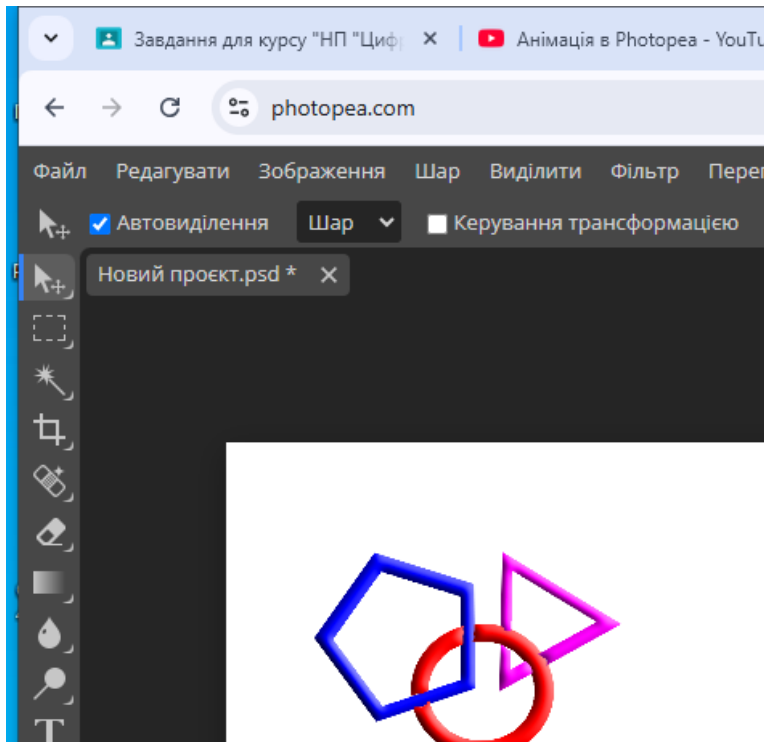 Завдання для курсу "НП "Циф
Анімація в Photopea - YouTu
photopea.com
Файл Редагувати Зображення Шар Виділити Фільтр
Автовиділення Шар Керування трансформацією
Новий проєкт.psd *
T